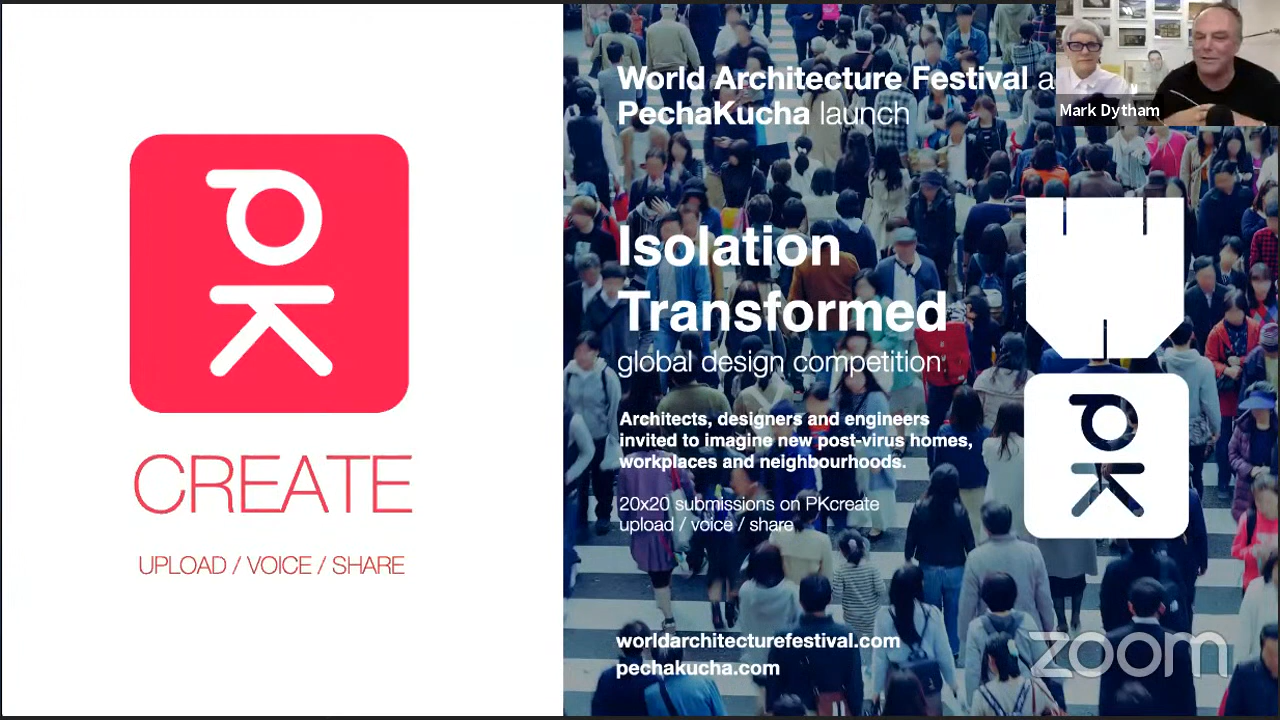 pk
CREATE
UPLOAD / VOICE / SHARE
World Architecture Festival a
PechaKucha launch
Mark Dytham
Isolation
Transformed
global design competition
Architects, designers and engineers
invited to imagine new post-virus homes,
workplaces and neighbourhoods.
20x20 submissions on PKcreate
upload / voice / share
pk
worldarchitecturefestival.com
pechakucha.com
zoom